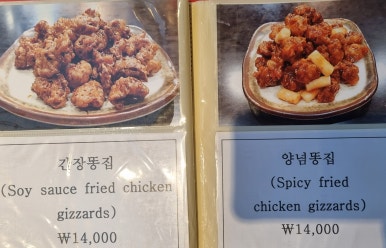 간장똥집
(Soy sauce fried chicken
gizzards)
₩14,000
양념똥집
(Spicy fried
chicken gizzards)
₩14,000